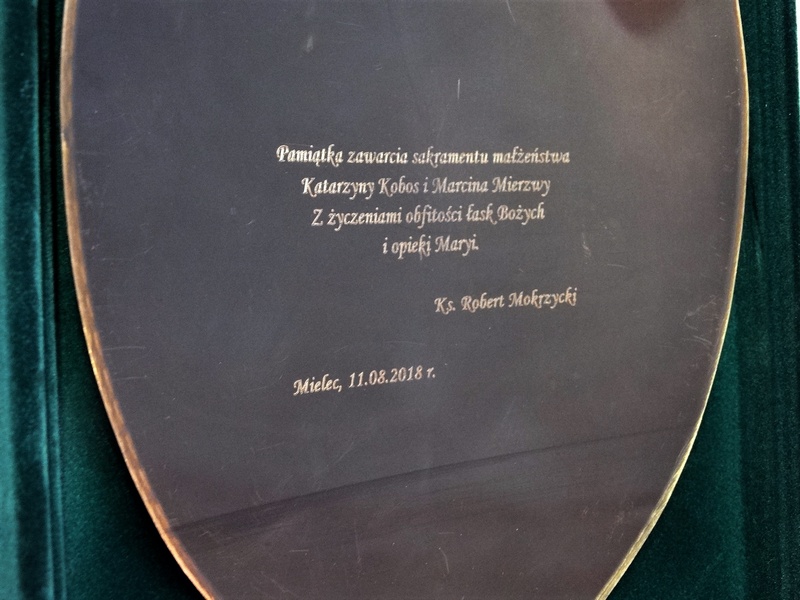 Pamiątka zawarcia sakramentu małżeństwa
Katarzyny Kobos i Marcina Mierzwy
Z życzeniami obfitości łask Bożych
i opieki Maryi.
Ks. Robert Mokrzycki
Mielec, 11.08.2018 r.